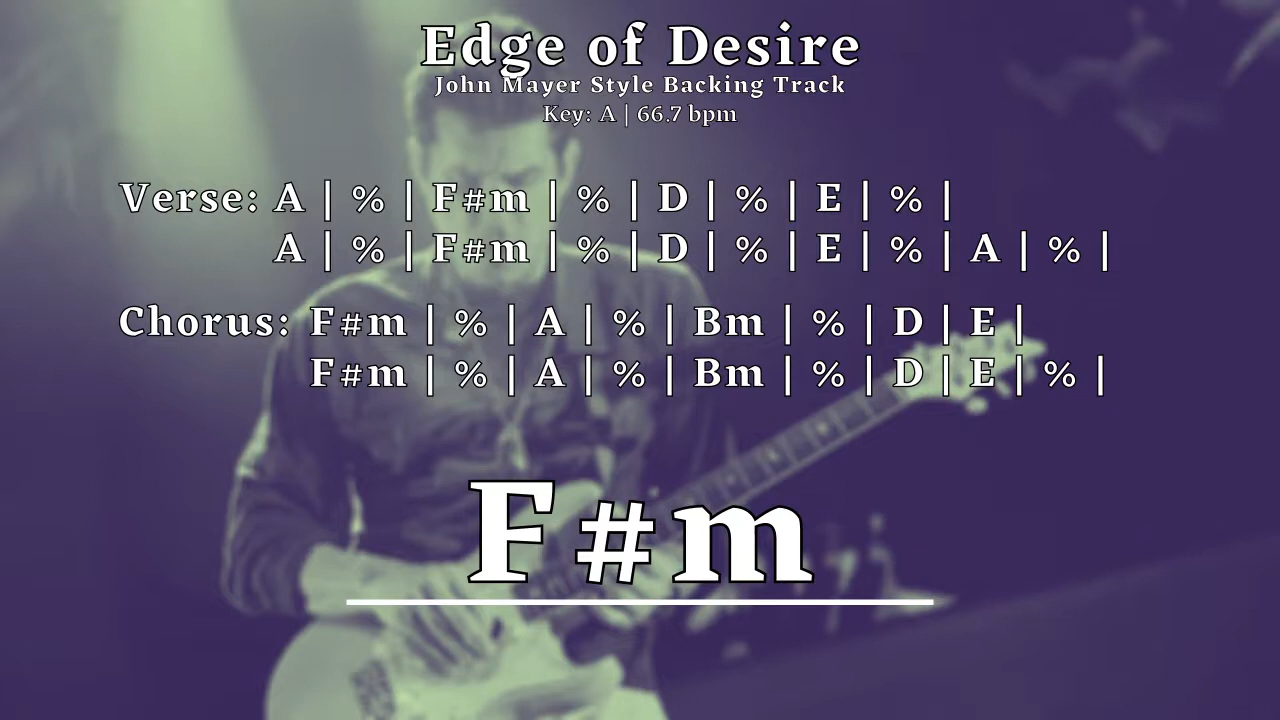 Edge of Desire
John Mayer Style Backing Track
Key: A | 66.7 bpm
Verse: A | % | F#m | % | D | % | E | % |
A | % | F#m | % | D | % | E | % | A | % |
Chorus: F#m | % | A | % | Bm | % | D | E |
F#m | % | A | % | Bm | % | D | E | % |
F#m